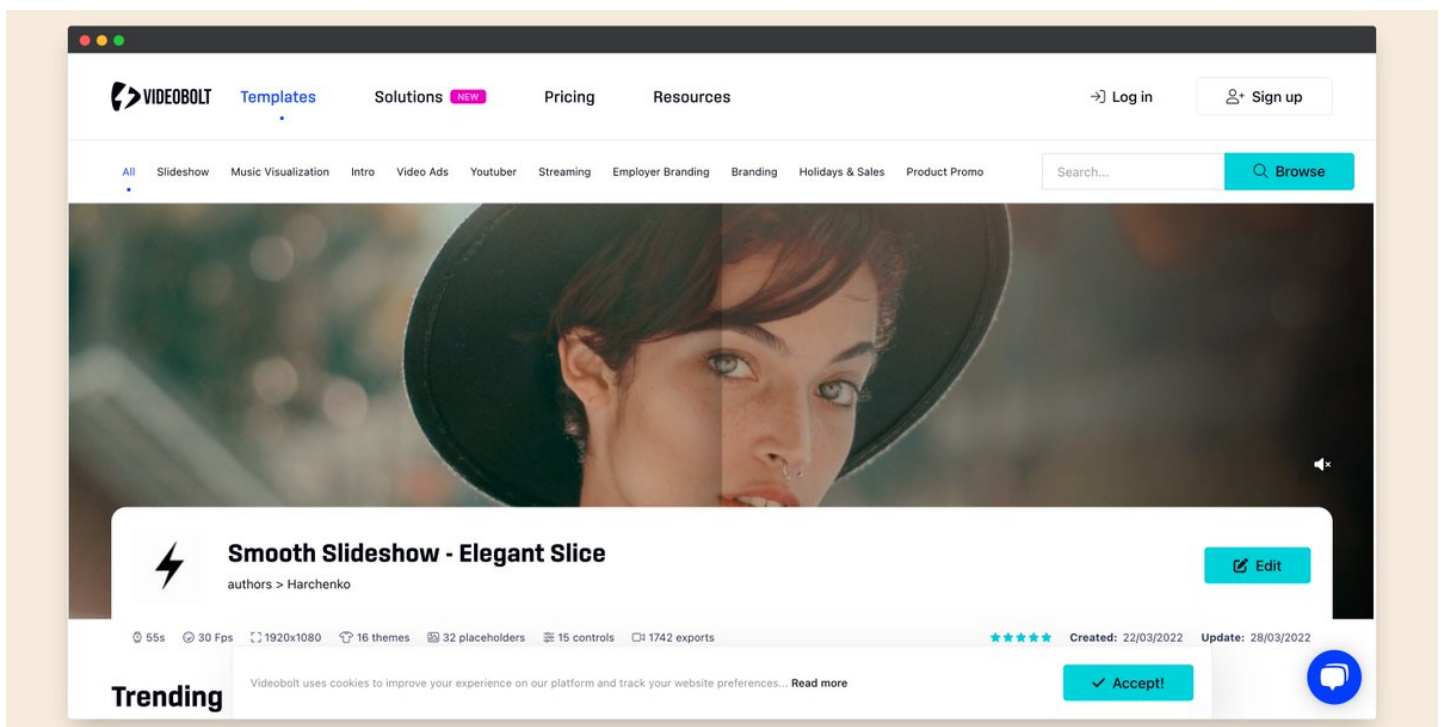 VIDEOBOLT Templates Solutions NEW Pricing Resources Log in Sign up
All Slideshow Music Visualization Intro Video Ads Youtuber Streaming Employer Branding Branding Holidays & Sales Product Promo Search... Browse
Smooth Slideshow - Elegant Slice
authors > Harchenko
Edit
55s 30 Fps 1920x1080 16 themes 32 placeholders 15 controls 1742 exports Created: 22/03/2022 Update: 28/03/2022
Videobolt uses cookies to improve your experience on our platform and track your website preferences... Read more Accept!
Trending